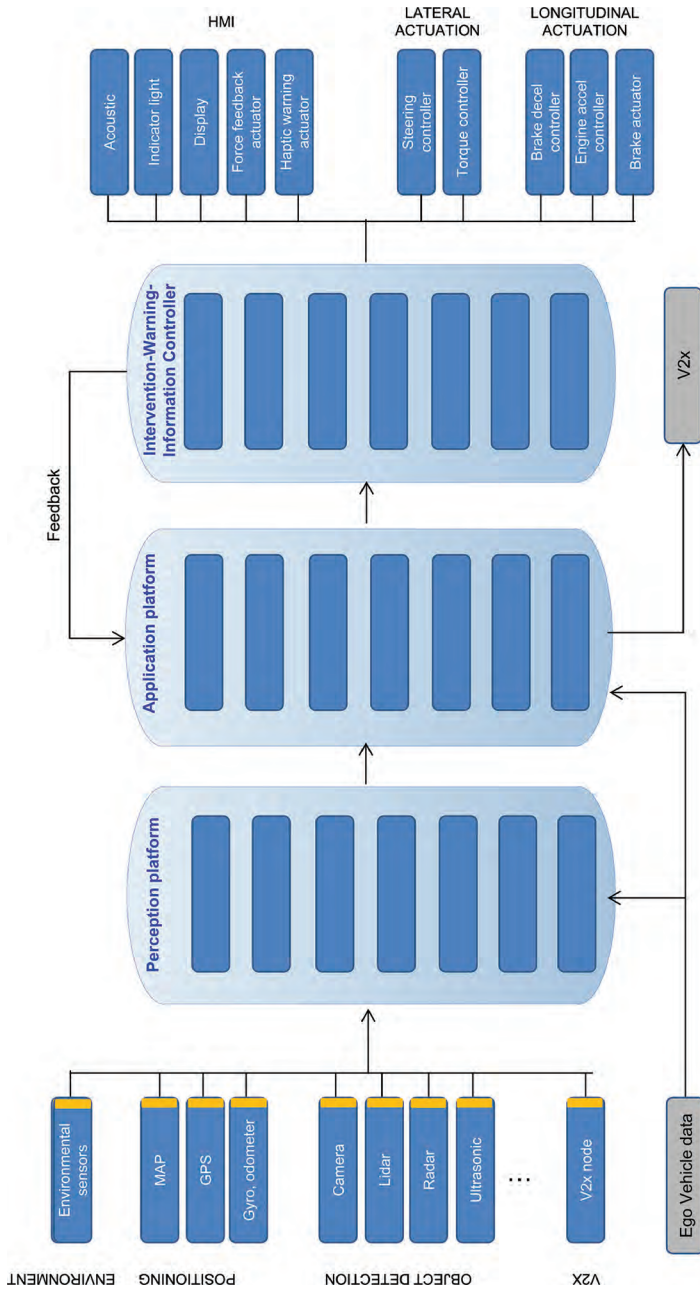 ENVIRONMENT
Environmental
sensors
POSITIONING
MAP
GPS
Gyro, odometer
OBJECT DETECTION
Camera
Lidar
Radar
Ultrasonic
...
V2X
V2x node
Ego Vehicle data
Perception platform
Application platform
Feedback
Intervention-Warning-
Information Controller
V2x
HMI
Acoustic
Indicator light
Display
Force feedback
actuator
Haptic warning
actuator
LATERAL
ACTUATION
Steering
controller
Torque controller
LONGITUDINAL
ACTUATION
Brake decel
controller
Engine accel
controller
Brake actuator